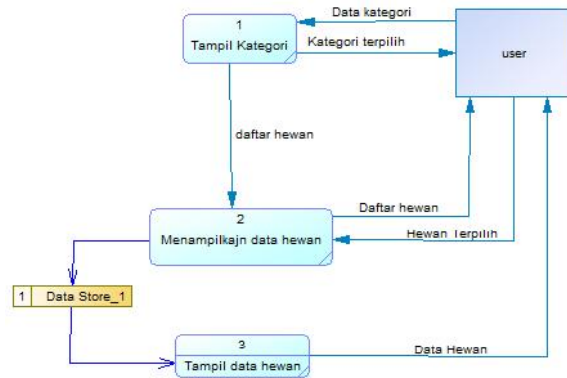 Data kategori
1
Tampil Kategori
Kategori terpilih
user
daftar hewan
2
Menampilkajn data hewan
Daftar hewan
Hewan Terpilih
1 Data Store_1
3
Tampil data hewan
Data Hewan